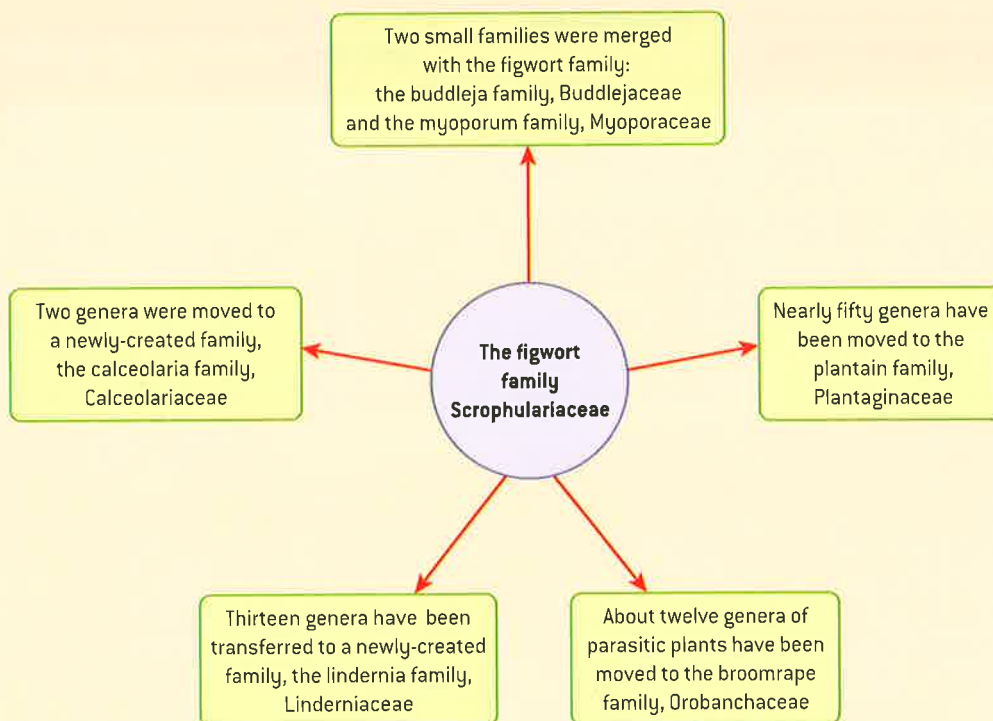 Two small families were merged
with the figwort family:
the buddleja family, Buddlejaceae
and the myoporum family, Myoporaceae
Two genera were moved to
a newly-created family,
the calceolaria family,
Calceolariaceae
The figwort
family
Scrophulariaceae
Nearly fifty genera have
been moved to the
plantain family,
Plantaginaceae
Thirteen genera have been
transferred to a newly-created
family, the lindernia family,
Linderniaceae
About twelve genera of
parasitic plants have been
moved to the broomrape
family, Orobanchaceae